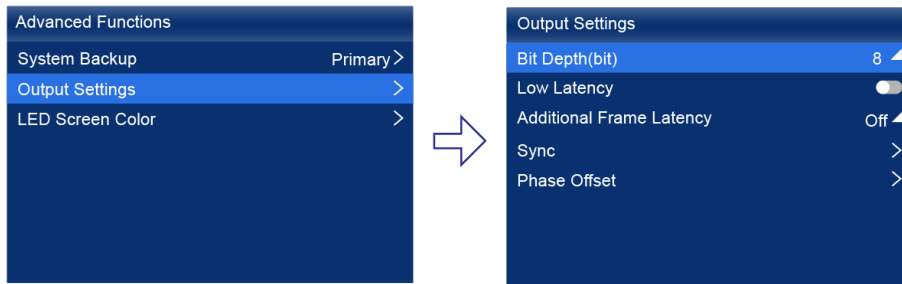 Advanced Functions
System Backup Primary
Output Settings
LED Screen Color
Output Settings
Bit Depth(bit) 8
Low Latency
Additional Frame Latency Off
Sync
Phase Offset